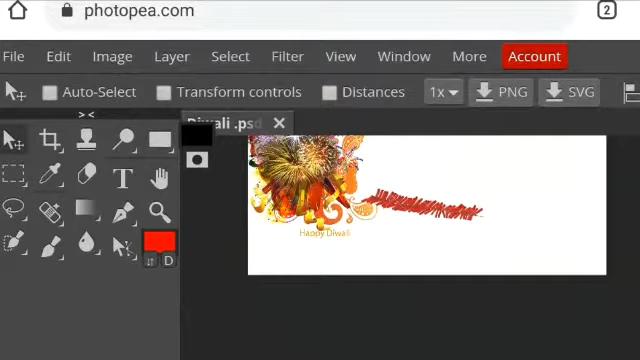 photopea.com
2
File Edit Image Layer Select Filter View Window More Account
Auto-Select Transform controls Distances 1x PNG SVG
> <
Diwali .psd
T
D
Happy Diwali